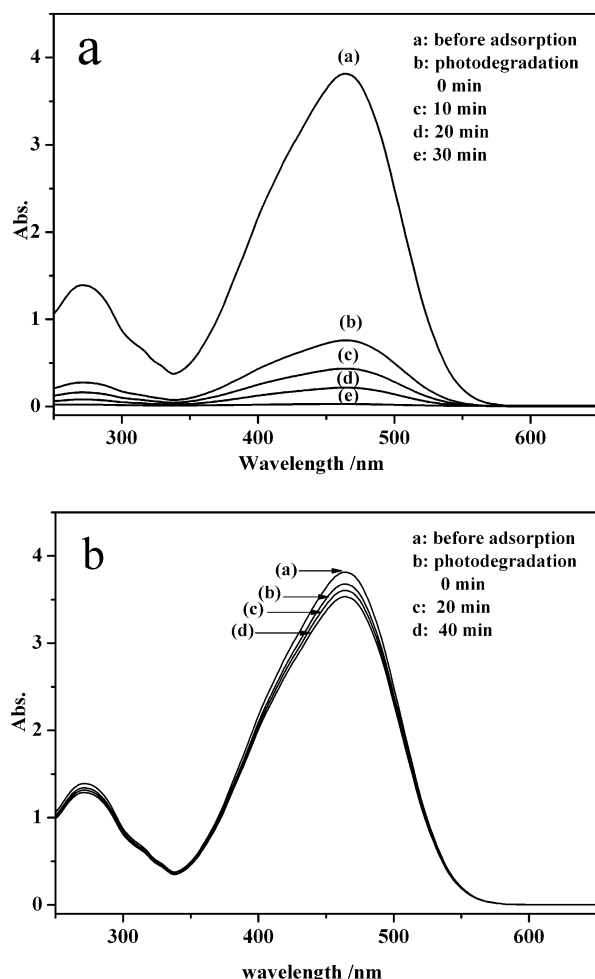 a
a: before adsorption
b: photodegradation
0 min
c: 10 min
d: 20 min
e: 30 min
(a)
(b)
(c)
(d)
(e)
4
3
2
1
0
Abs.
300
400
500
600
Wavelength /nm
b
a: before adsorption
b: photodegradation
0 min
c: 20 min
d: 40 min
(a)
(b)
(c)
(d)
4
3
2
1
0
Abs.
300
400
500
600
wavelength /nm